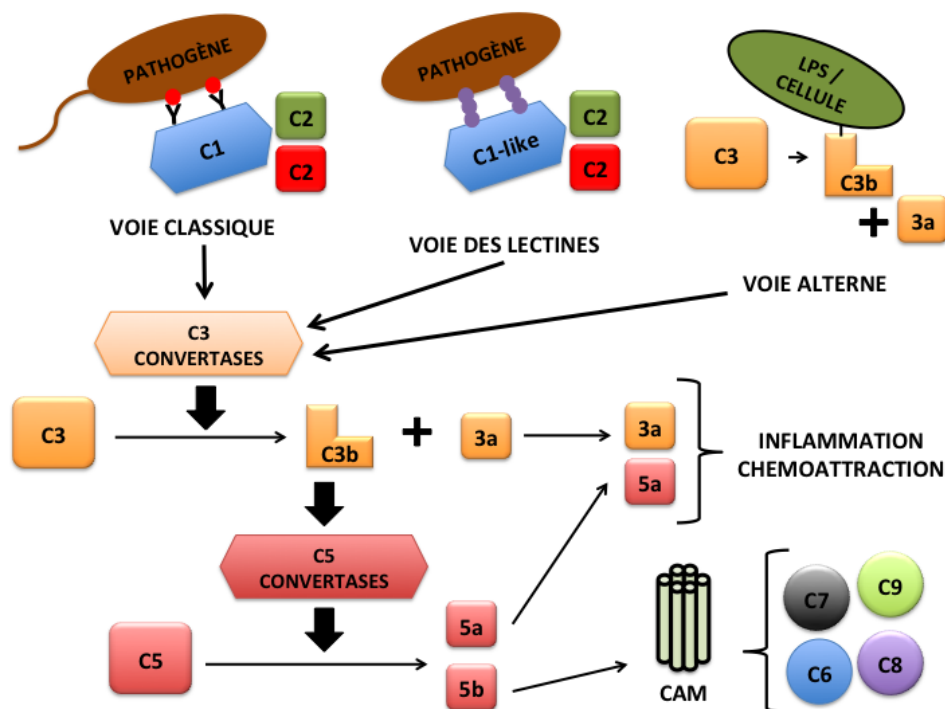 PATHOGÈNE
C1
C2
C2
PATHOGÈNE
C1-like
C2
C2
LPS /
CELLULE
C3
C3b
+
3a
VOIE CLASSIQUE
VOIE DES LECTINES
VOIE ALTERNE
C3
CONVERTASES
C3
C3b
+
3a
3a
5a
INFLAMMATION
CHEMOATTRACTION
C5
CONVERTASES
C5
5a
5b
CAM
C7
C9
C6
C8